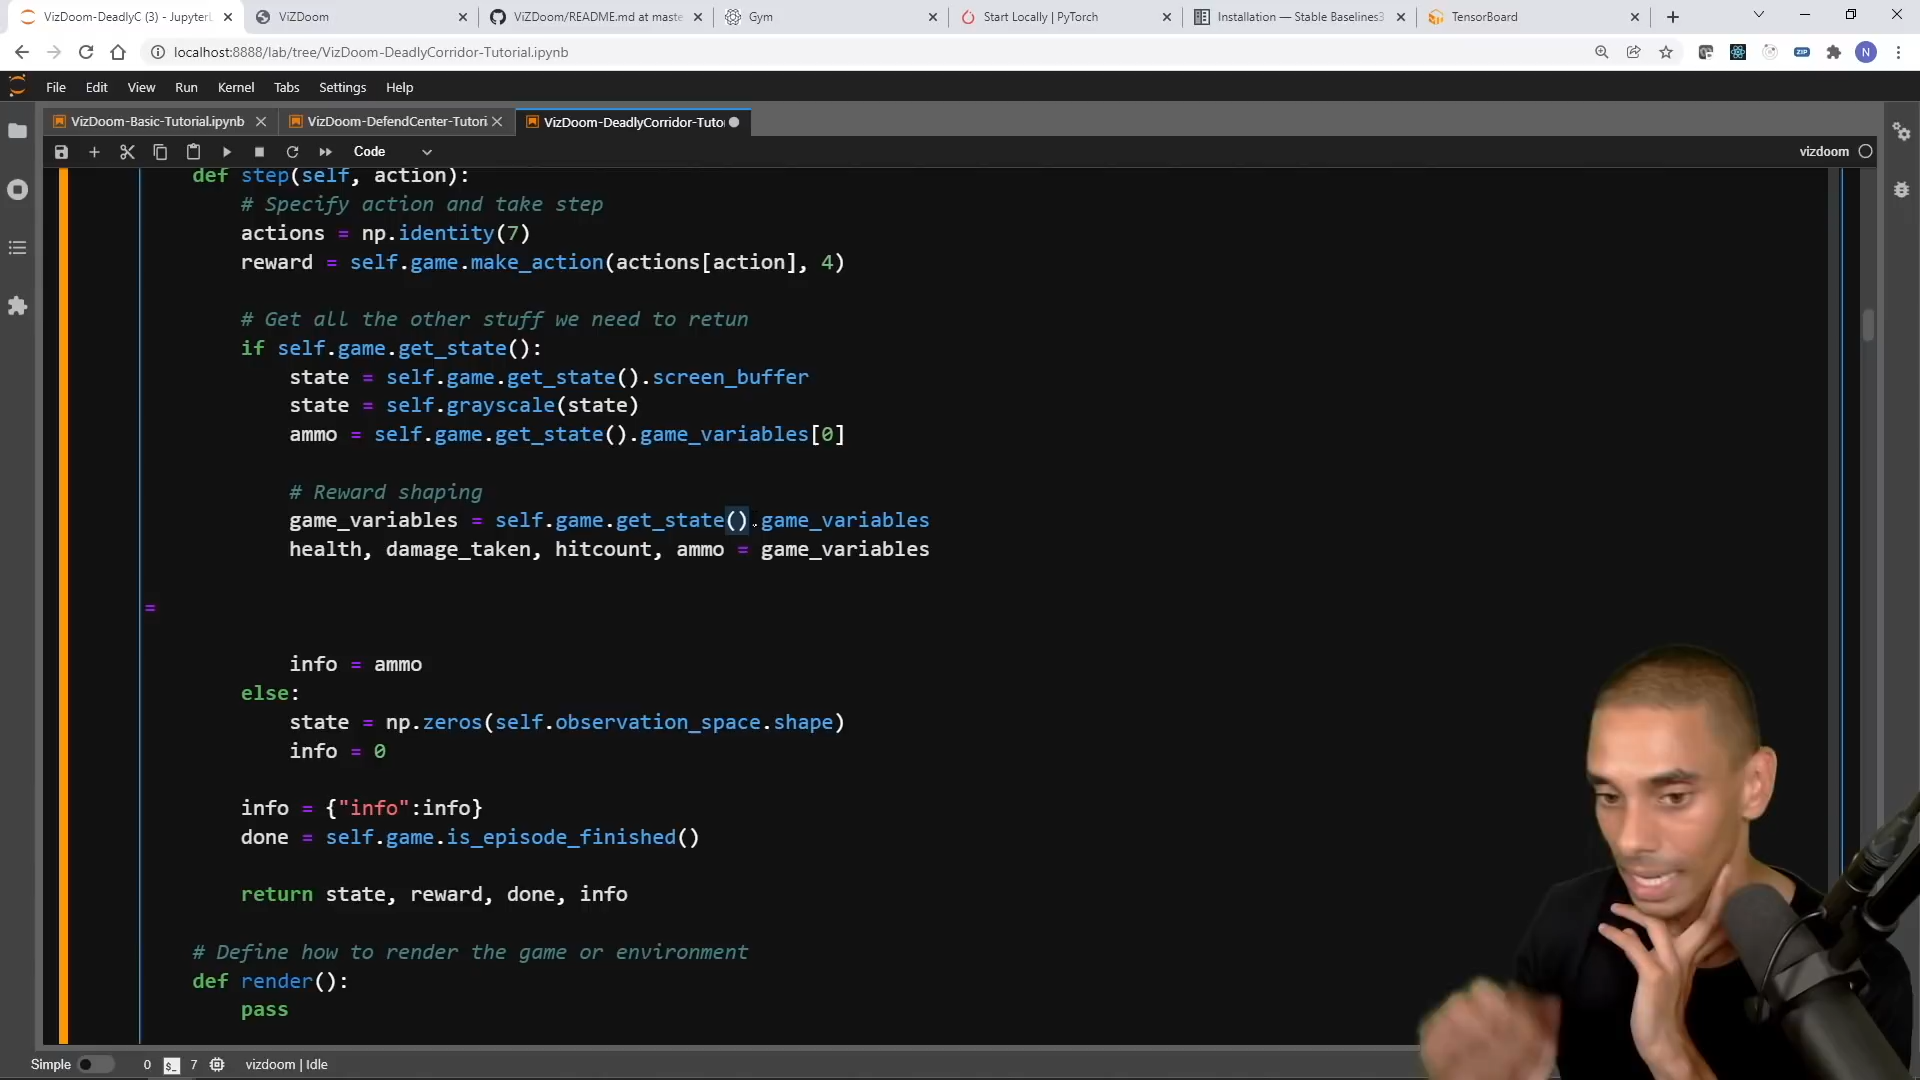 VizDoom-DeadlyC (3) - JupyterL
ViZDoom
ViZDoom/README.md at maste
Gym
Start Locally | PyTorch
Installation — Stable Baselines3
TensorBoard
localhost:8888/lab/tree/VizDoom-DeadlyCorridor-Tutorial.ipynb
ZIP
N
File Edit View Run Kernel Tabs Settings Help
VizDoom-Basic-Tutorial.ipynb
VizDoom-DefendCenter-Tutori
VizDoom-DeadlyCorridor-Tuto
Code
vizdoom
def step(self, action):
# Specify action and take step
actions = np.identity(7)
reward = self.game.make_action(actions[action], 4)
# Get all the other stuff we need to retun
if self.game.get_state():
state = self.game.get_state().screen_buffer
state = self.grayscale(state)
ammo = self.game.get_state().game_variables[0]
# Reward shaping
game_variables = self.game.get_state().game_variables
health, damage_taken, hitcount, ammo = game_variables
=
info = ammo
else:
state = np.zeros(self.observation_space.shape)
info = 0
info = {"info":info}
done = self.game.is_episode_finished()
return state, reward, done, info
# Define how to render the game or environment
def render():
pass
Simple 0 $_ 7 vizdoom | Idle